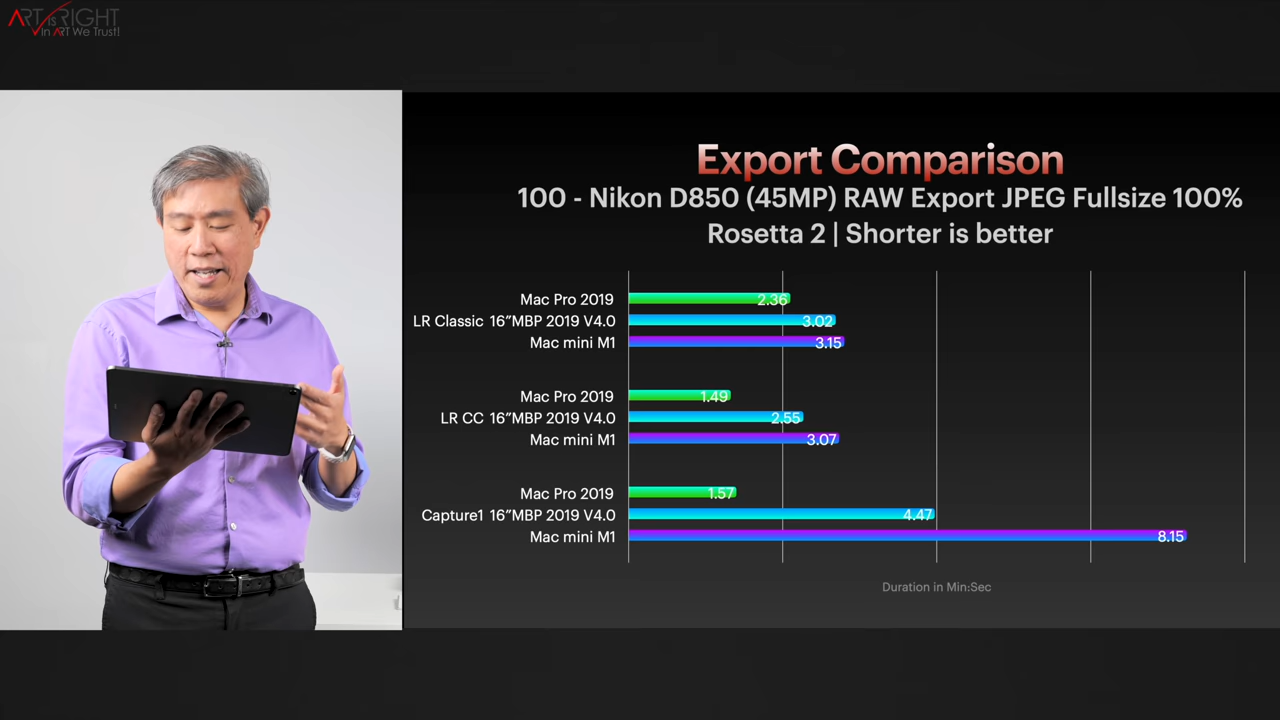 ART is RIGHT
In ART We Trust!
Export Comparison
100 - Nikon D850 (45MP) RAW Export JPEG Fullsize 100%
Rosetta 2 | Shorter is better
Mac Pro 2019 2.36
LR Classic 16”MBP 2019 V4.0 3.02
Mac mini M1 3.15
Mac Pro 2019 1.49
LR CC 16”MBP 2019 V4.0 2.55
Mac mini M1 3.07
Mac Pro 2019 1.57
Capture1 16”MBP 2019 V4.0 4.47
Mac mini M1 8.15
Duration in Min:Sec